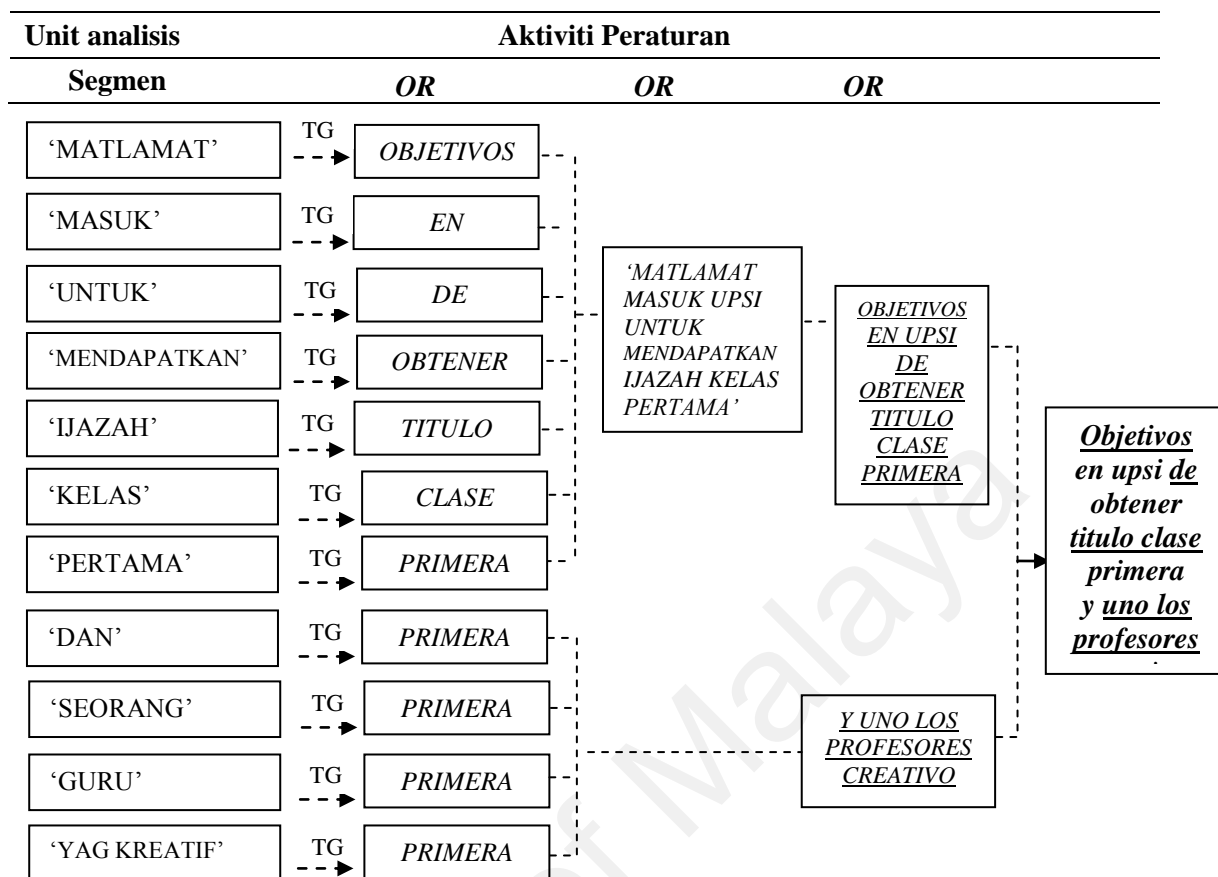 Unit analisis Aktiviti Peraturan
Segmen OR OR OR
‘MATLAMAT’ TG OBJETIVOS
‘MASUK’ TG EN
‘UNTUK’ TG DE
‘MENDAPATKAN’ TG OBTENER
‘IJAZAH’ TG TITULO
‘KELAS’ TG CLASE
‘PERTAMA’ TG PRIMERA
‘DAN’ TG PRIMERA
‘SEORANG’ TG PRIMERA
‘GURU’ TG PRIMERA
‘YAG KREATIF’ TG PRIMERA
‘MATLAMAT
MASUK UPSI
UNTUK
MENDAPATKAN
IJAZAH KELAS
PERTAMA’
OBJETIVOS
EN UPSI
DE
OBTENER
TITULO
CLASE
PRIMERA
Y UNO LOS
PROFESORES
CREATIVO
Objetivos
en upsi de
obtener
titulo clase
primera
y uno los
profesores
of Malaya